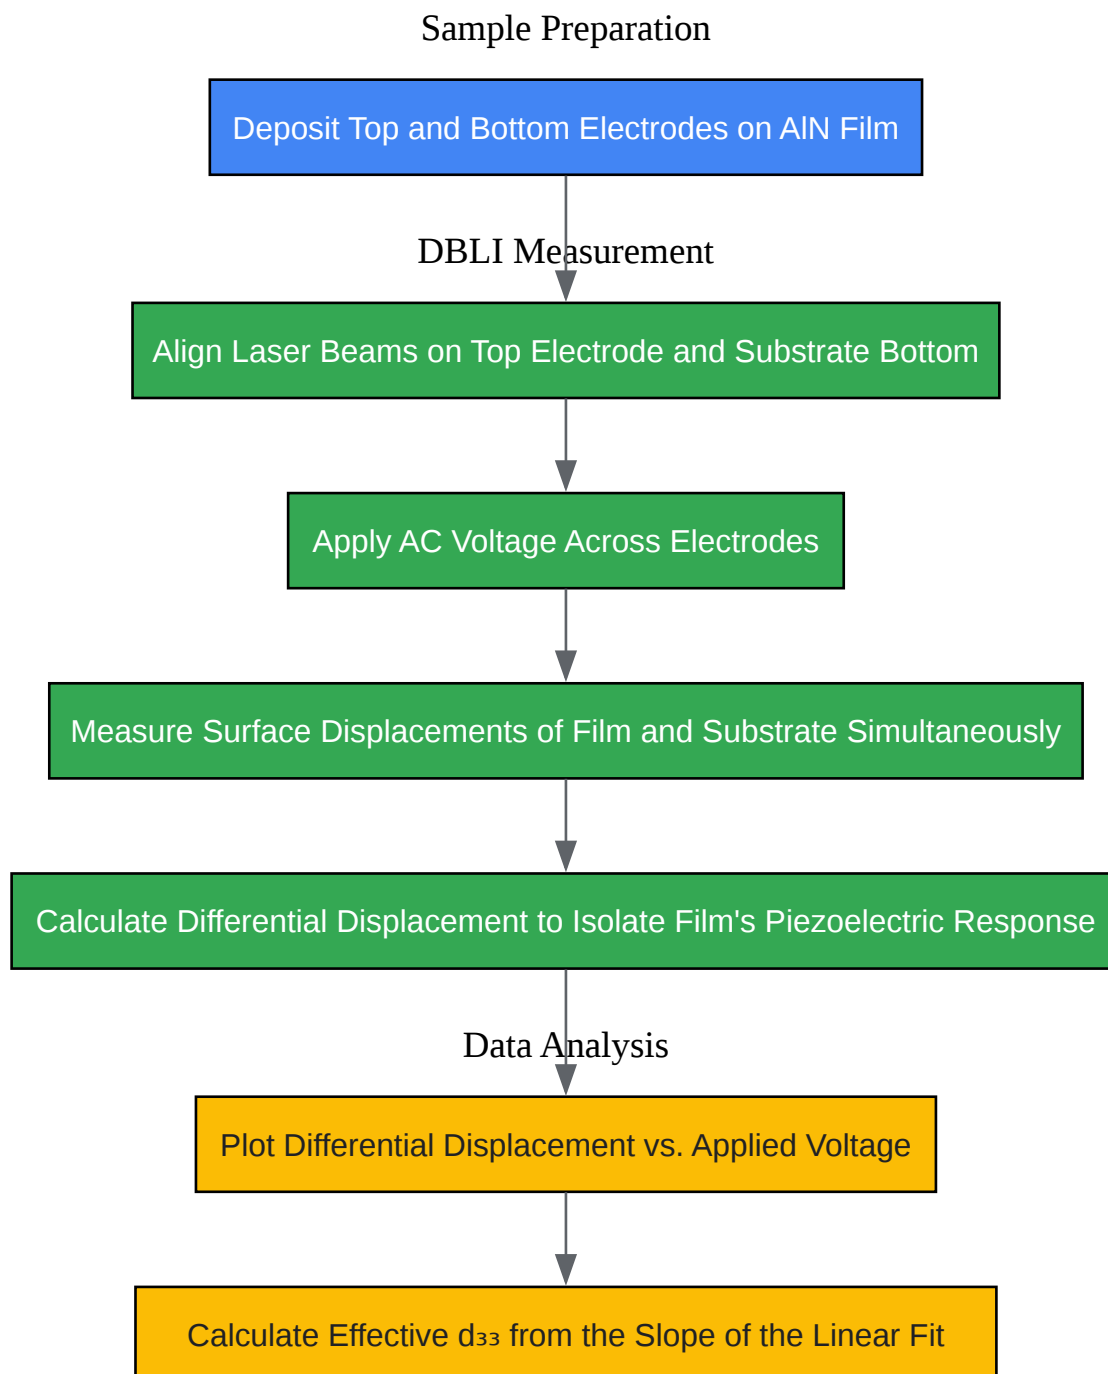 Sample Preparation
Deposit Top and Bottom Electrodes on AlN Film
DBLI Measurement
Align Laser Beams on Top Electrode and Substrate Bottom
Apply AC Voltage Across Electrodes
Measure Surface Displacements of Film and Substrate Simultaneously
Calculate Differential Displacement to Isolate Film's Piezoelectric Response
Data Analysis
Plot Differential Displacement vs. Applied Voltage
Calculate Effective d₃₃ from the Slope of the Linear Fit